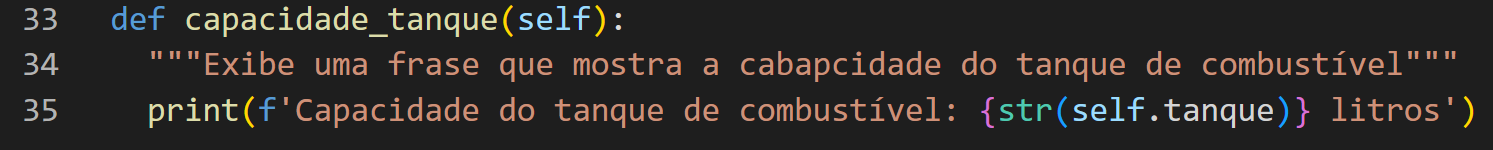 33 def capacidade_tanque(self):
34 """Exibe uma frase que mostra a cabapcidade do tanque de combustível"""
35 print(f'Capacidade do tanque de combustível: {str(self.tanque)} litros')